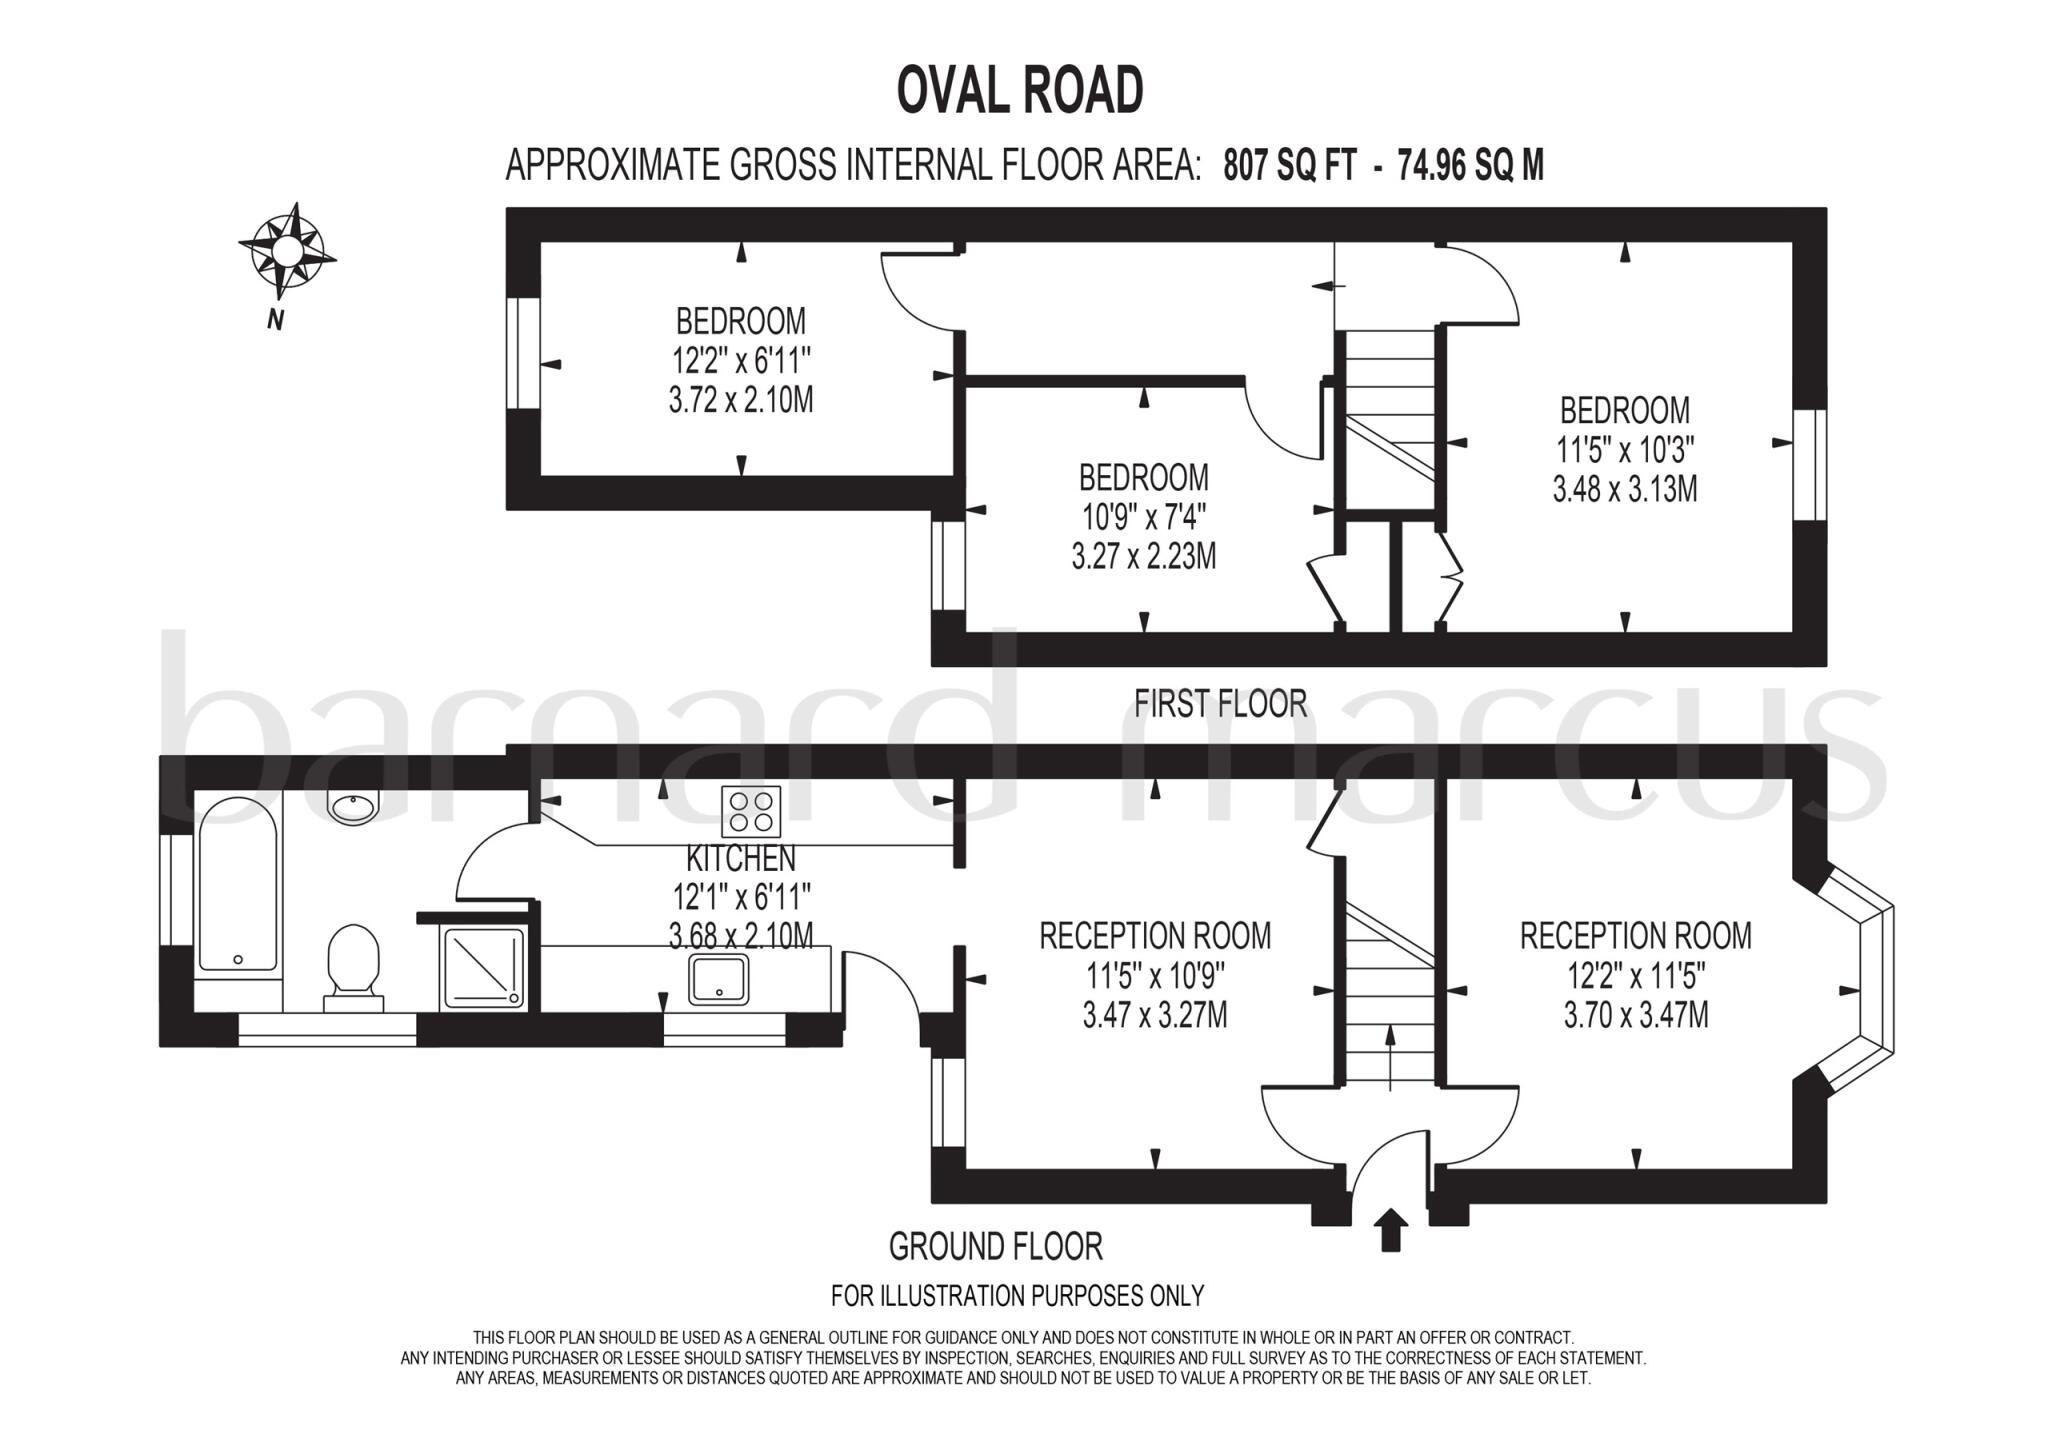 OVAL ROAD
APPROXIMATE GROSS INTERNAL FLOOR AREA: 807 SQ FT - 74.96 SQ M
N
BEDROOM
12'2" x 6'11"
3.72 x 2.10M
BEDROOM
10'9" x 7'4"
3.27 x 2.23M
BEDROOM
11'5" x 10'3"
3.48 x 3.13M
FIRST FLOOR
barnard marcus
KITCHEN
12'1" x 6'11"
3.68 x 2.10M
RECEPTION ROOM
11'5" x 10'9"
3.47 x 3.27M
RECEPTION ROOM
12'2" x 11'5"
3.70 x 3.47M
GROUND FLOOR
FOR ILLUSTRATION PURPOSES ONLY
THIS FLOOR PLAN SHOULD BE USED AS A GENERAL OUTLINE FOR GUIDANCE ONLY AND DOES NOT CONSTITUTE IN WHOLE OR IN PART AN OFFER OR CONTRACT.
ANY INTENDING PURCHASER OR LESSEE SHOULD SATISFY THEMSELVES BY INSPECTION, SEARCHES, ENQUIRIES AND FULL SURVEY AS TO THE CORRECTNESS OF EACH STATEMENT.
ANY AREAS, MEASUREMENTS OR DISTANCES QUOTED ARE APPROXIMATE AND SHOULD NOT BE USED TO VALUE A PROPERTY OR BE THE BASIS OF ANY SALE OR LET.